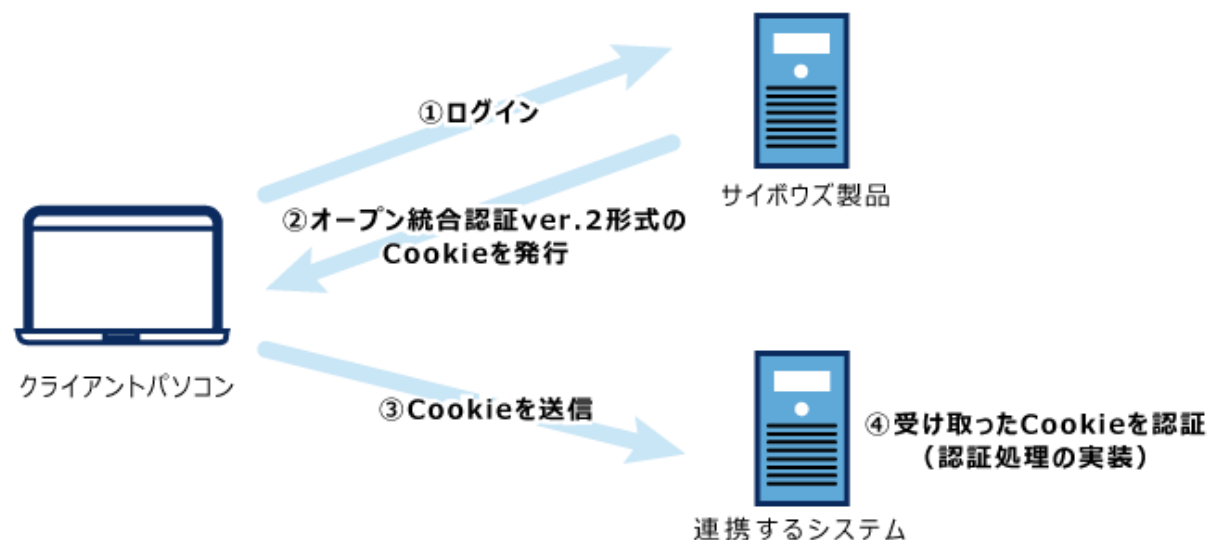 ①ログイン
サイボウズ製品
②オープン統合認証ver.2形式の
Cookieを発行
クライアントパソコン
③Cookieを送信
④受け取ったCookieを認証
（認証処理の実装）
連携するシステム